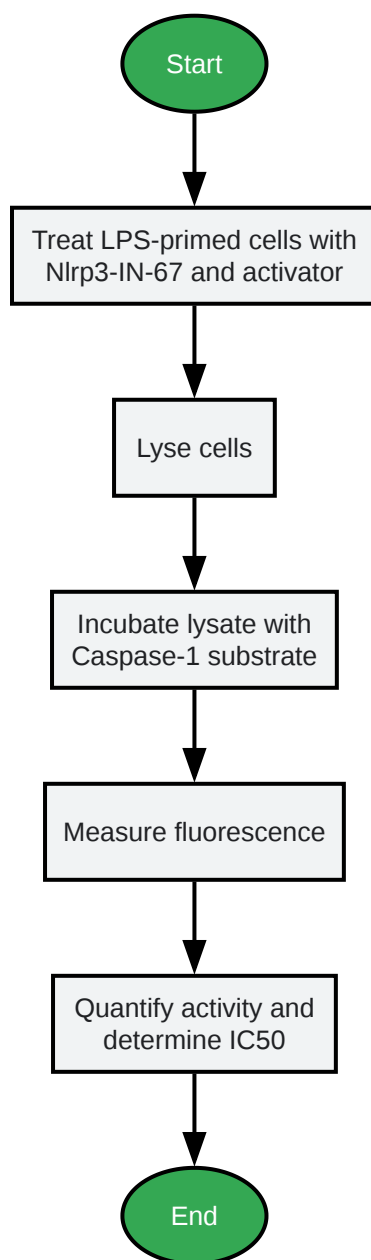 Start
Treat LPS-primed cells with
Nlrp3-IN-67 and activator
Lyse cells
Incubate lysate with
Caspase-1 substrate
Measure fluorescence
Quantify activity and
determine IC50
End